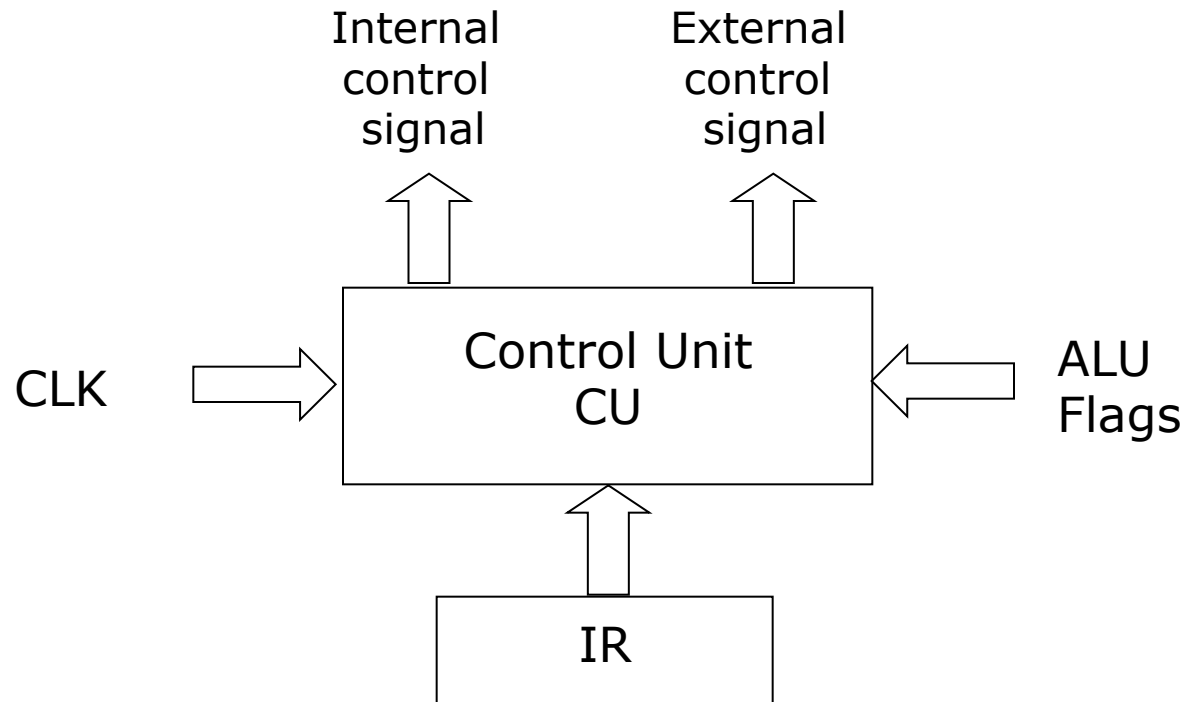 Internal
control
signal
External
control
signal
Control Unit
CU
CLK
ALU
Flags
IR